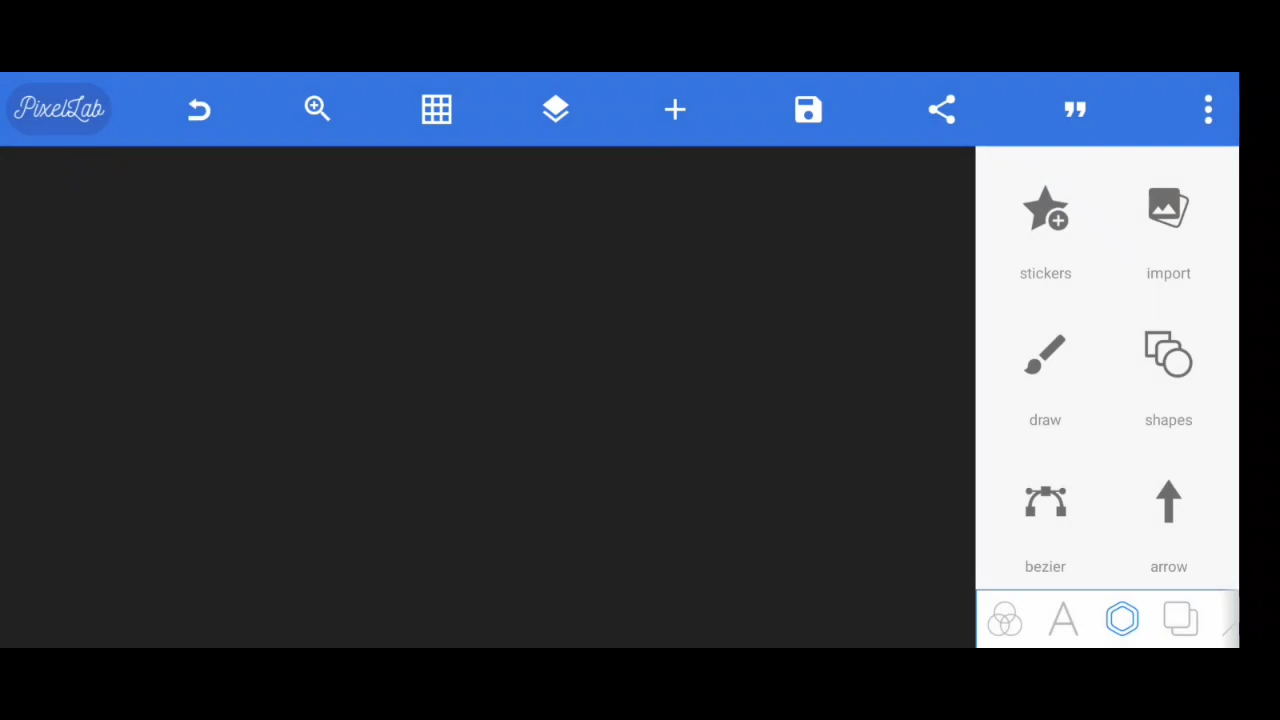 PixelLab
stickers
import
draw
shapes
bezier
arrow